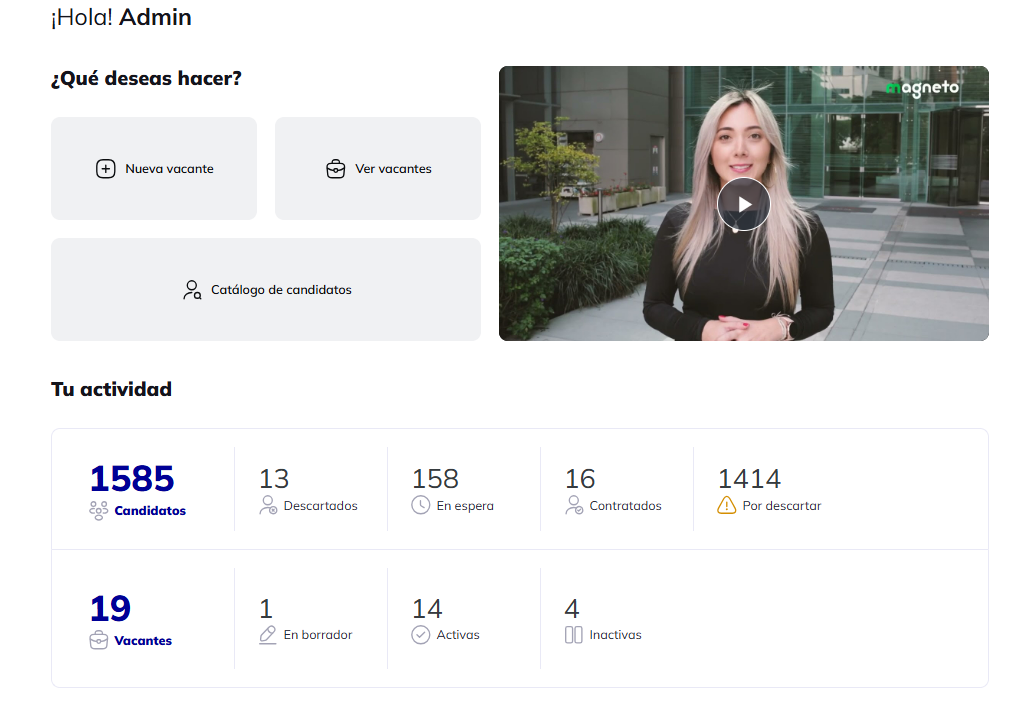 ¡Hola! Admin
¿Qué deseas hacer?
Nueva vacante
Ver vacantes
Catálogo de candidatos
magneto
Tu actividad
1585
Candidatos
13
Descartados
158
En espera
16
Contratados
1414
Por descartar
19
Vacantes
1
En borrador
14
Activas
4
Inactivas